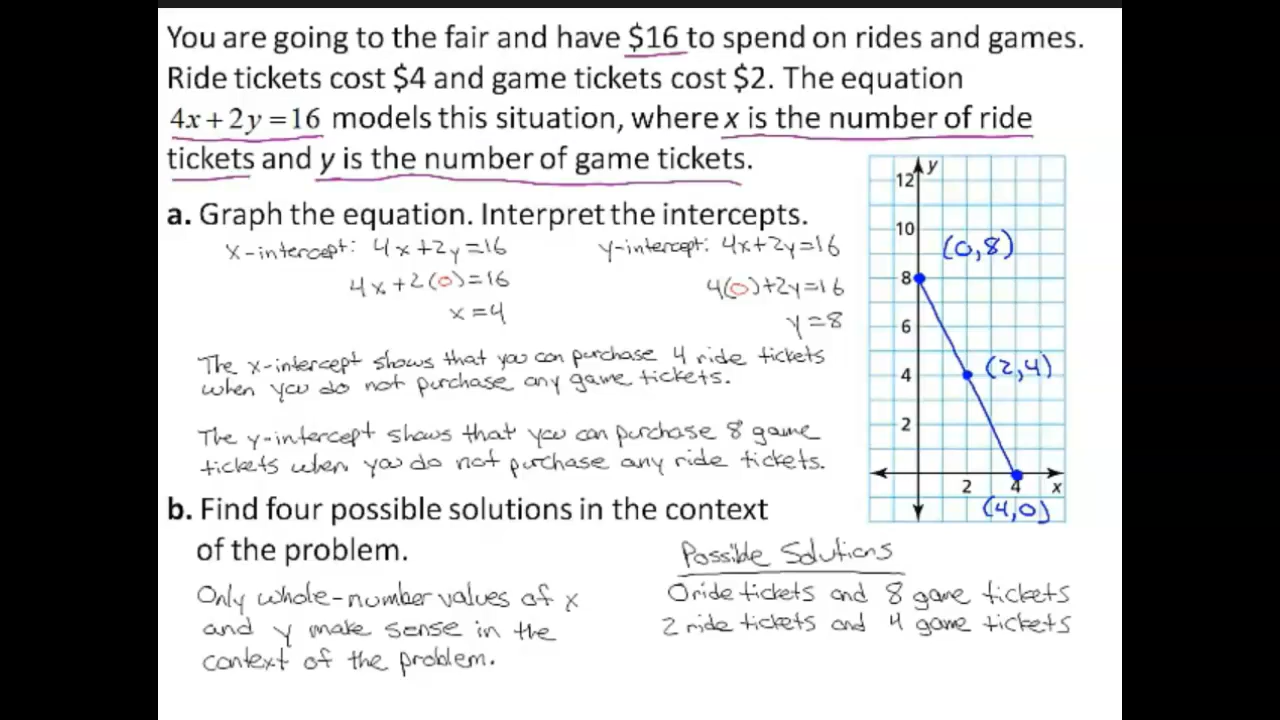 You are going to the fair and have $16 to spend on rides and games.
Ride tickets cost $4 and game tickets cost $2. The equation
4x + 2y = 16 models this situation, where x is the number of ride
tickets and y is the number of game tickets.
a. Graph the equation. Interpret the intercepts.
x-intercept: 4x+2y=16
4x+2(0)=16
x=4
y-intercept: 4x+2y=16
4(0)+2y=16
y=8
The x-intercept shows that you can purchase 4 ride tickets
when you do not purchase any game tickets.
The y-intercept shows that you can purchase 8 game
tickets when you do not purchase any ride tickets.
y
12
10
(0,8)
8
6
4
(2,4)
2
2
4
x
(4,0)
b. Find four possible solutions in the context
of the problem.
Only whole-number values of x
and y make sense in the
context of the problem.
Possible Solutions
0 ride tickets and 8 game tickets
2 ride tickets and 4 game tickets